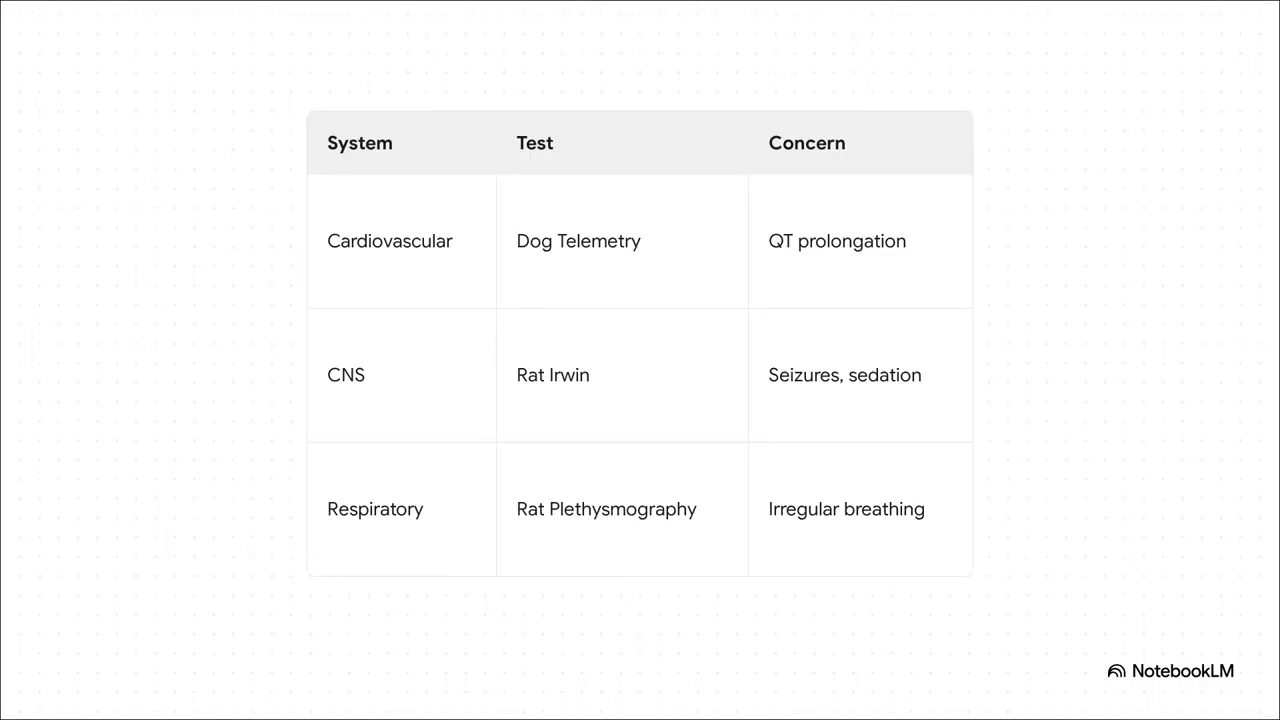 System Test Concern
Cardiovascular Dog Telemetry QT prolongation
CNS Rat Irwin Seizures, sedation
Respiratory Rat Plethysmography Irregular breathing
NotebookLM